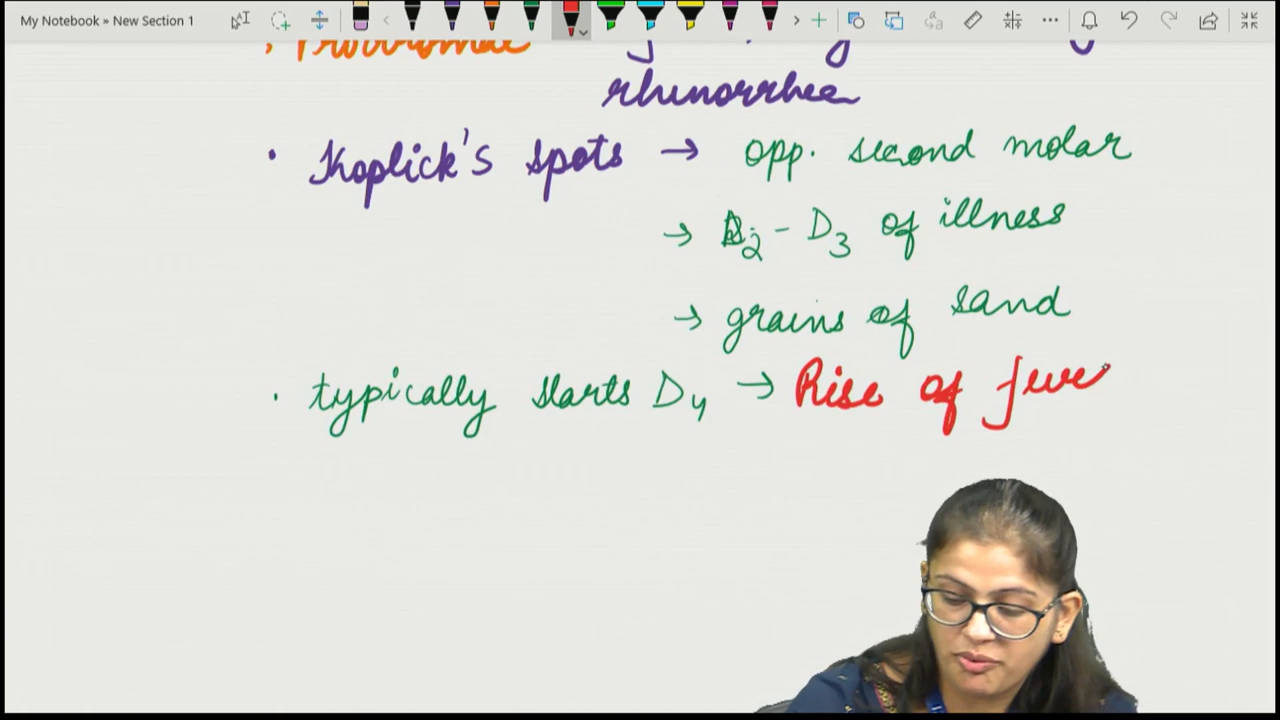 My Notebook » New Section 1
rhinorrhea
• Koplick's spots → opp. second molar
→ D2 - D3 of illness
→ grains of sand
• typically starts D4 → Rise of feve